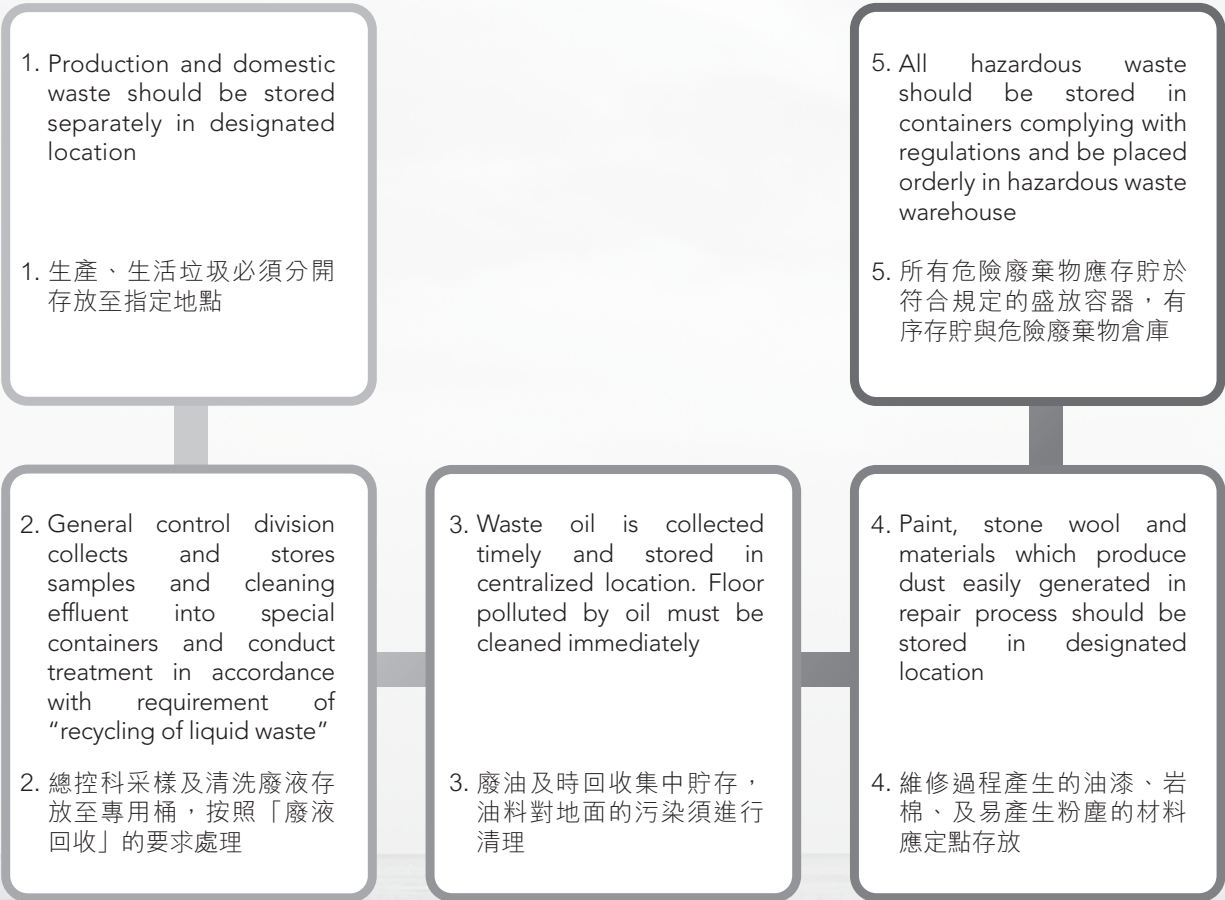 1. Production and domestic
waste should be stored
separately in designated
location
1. 生產、生活垃圾必須分開
存放至指定地點
2. General control division
collects and stores
samples and cleaning
effluent into special
containers and conduct
treatment in accordance
with requirement of
“recycling of liquid waste”
2. 總控科采樣及清洗廢液存
放至專用桶，按照「廢液
回收」的要求處理
3. Waste oil is collected
timely and stored in
centralized location. Floor
polluted by oil must be
cleaned immediately
3. 廢油及時回收集中貯存，
油料對地面的污染須進行
清理
4. Paint, stone wool and
materials which produce
dust easily generated in
repair process should be
stored in designated
location
4. 維修過程產生的油漆、岩
棉、及易產生粉塵的材料
應定點存放
5. All hazardous waste
should be stored in
containers complying with
regulations and be placed
orderly in hazardous waste
warehouse
5. 所有危險廢棄物應存貯於
符合規定的盛放容器，有
序存貯與危險廢棄物倉庫